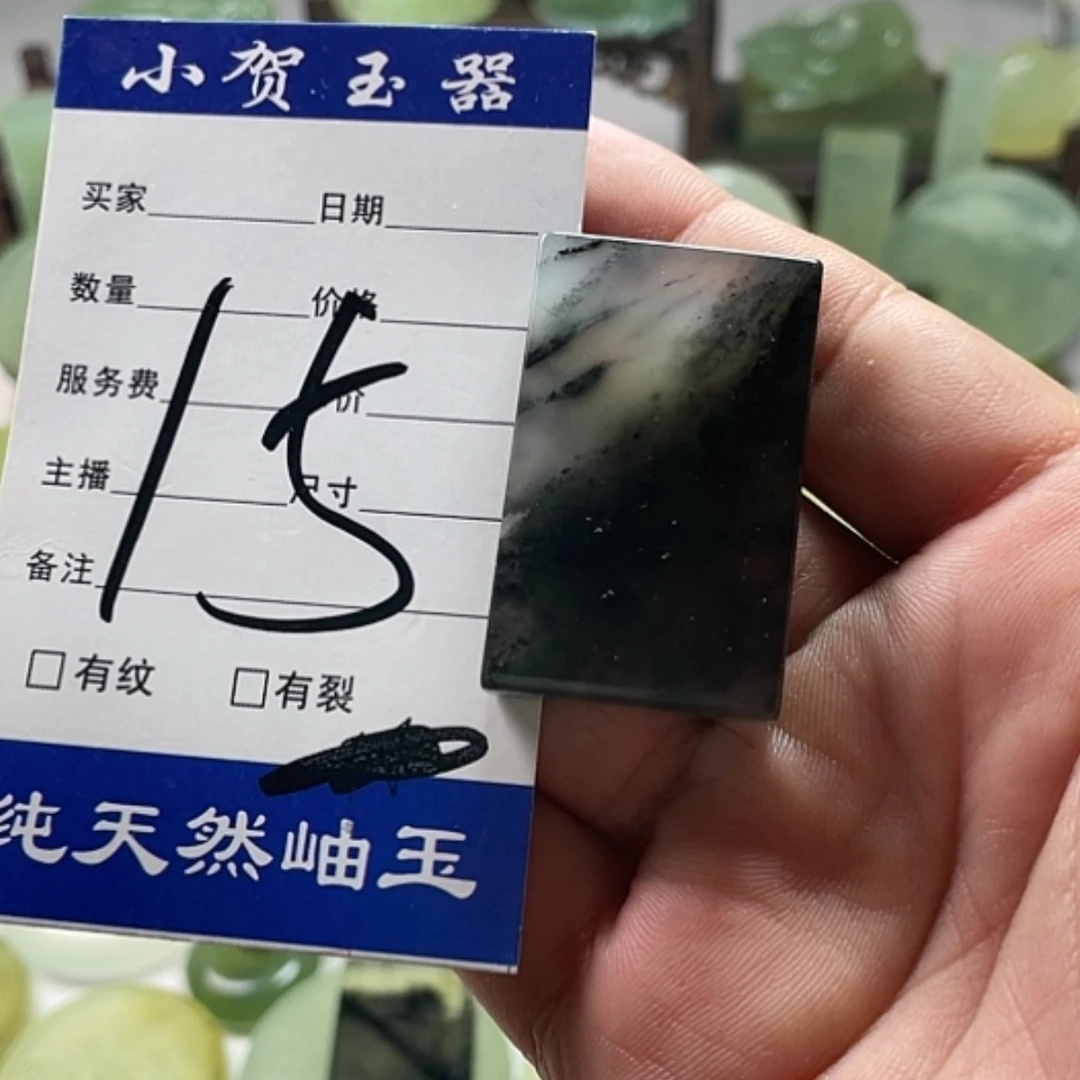 小贺玉器
买家 日期
数量 价格
服务费 价
主播 尺寸
备注
15
□有纹 □有裂
纯天然岫玉